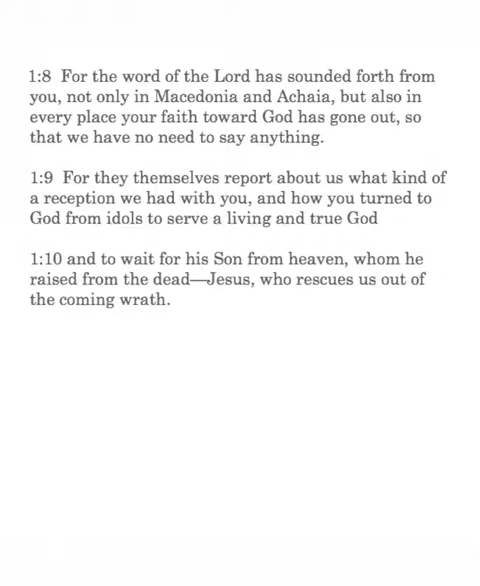 1:8 For the word of the Lord has sounded forth from
you, not only in Macedonia and Achaia, but also in
every place your faith toward God has gone out, so
that we have no need to say anything.
1:9 For they themselves report about us what kind of
a reception we had with you, and how you turned to
God from idols to serve a living and true God
1:10 and to wait for his Son from heaven, whom he
raised from the dead—Jesus, who rescues us out of
the coming wrath.